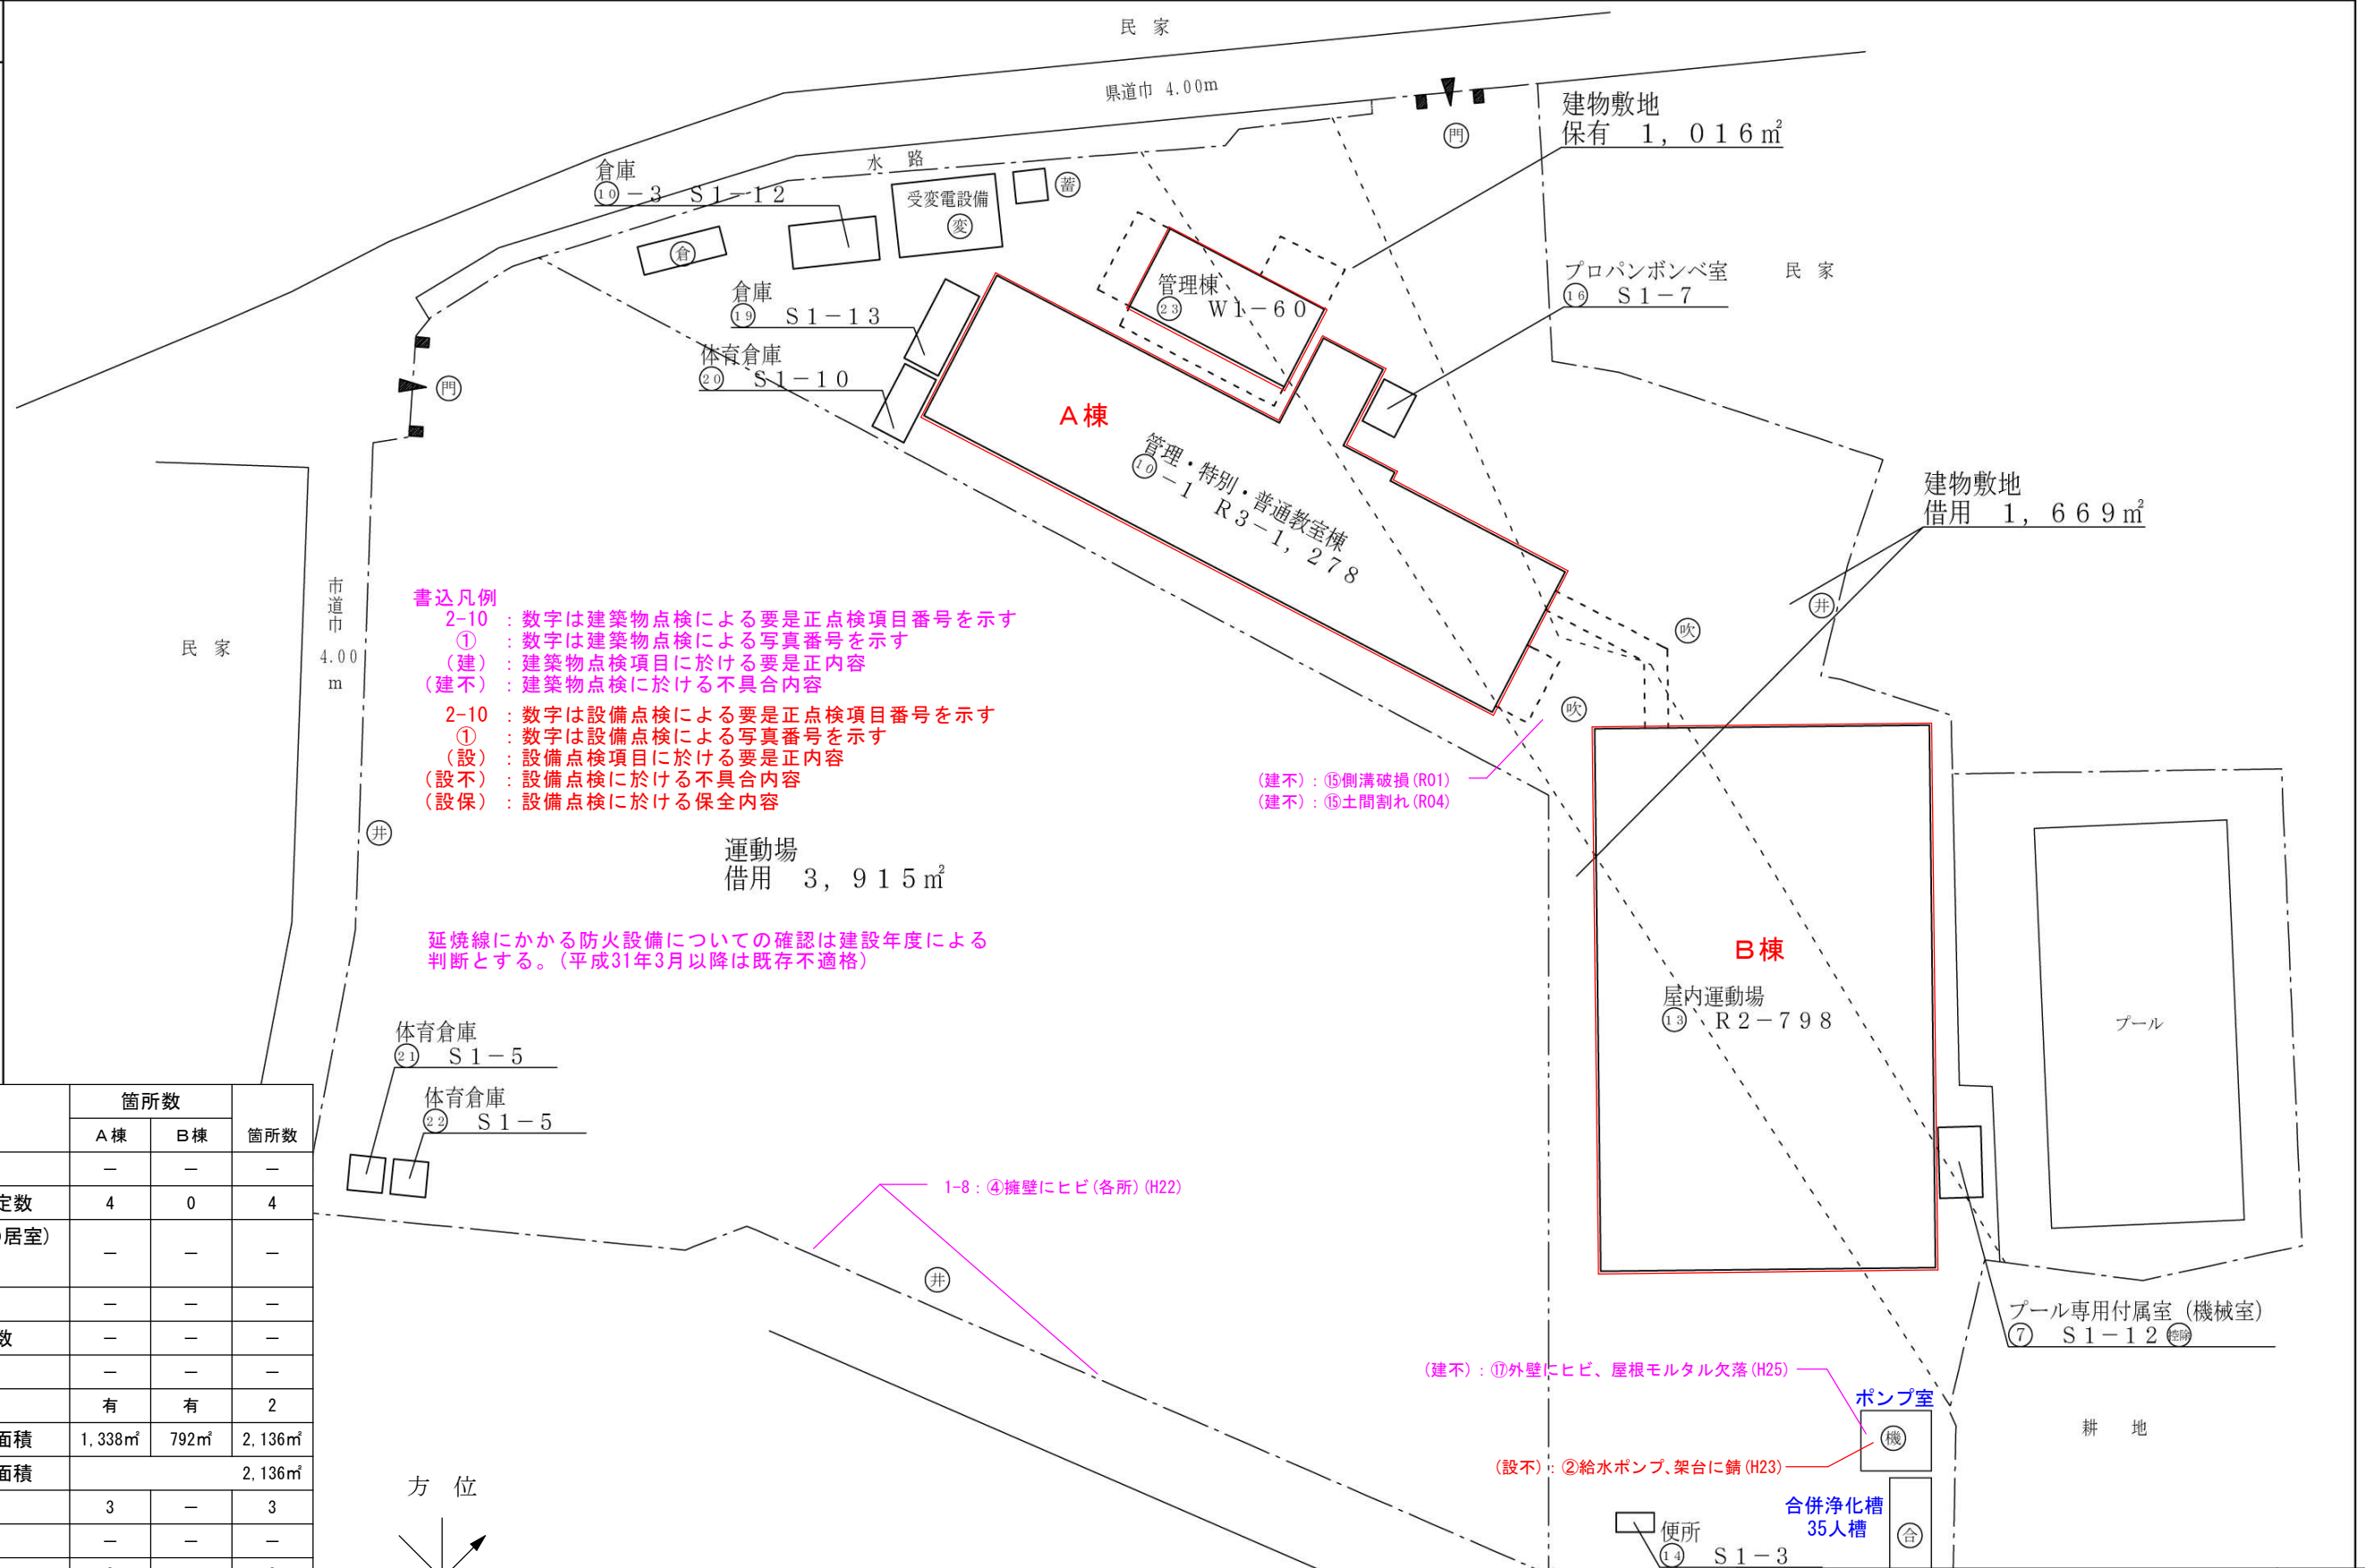 民　家
県道巾 4.00m
水　路
建物敷地
保有　１，０１６㎡
門
倉庫
⑩－３　Ｓ１－１２
倉
受変電設備
変
蓄
管理棟
㉓　Ｗ１－６０
プロパンボンベ室
⑯　Ｓ１－７
民　家
倉庫
⑲　Ｓ１－１３
体育倉庫
⑳　Ｓ１－１０
門
Ａ棟
管理・特別・普通教室棟
⑩－１　Ｒ３－１，２７８
建物敷地
借用　１，６６９㎡
井
吹
吹
民　家
市道巾 4.00m
書込凡例
2-10 ：数字は建築物点検による要是正点検項目番号を示す
① ：数字は建築物点検による写真番号を示す
（建）：建築物点検項目に於ける要是正内容
（建不）：建築物点検に於ける不具合内容
2-10 ：数字は設備点検による要是正点検項目番号を示す
① ：数字は設備点検による写真番号を示す
（設）：設備点検項目に於ける要是正内容
（設不）：設備点検に於ける不具合内容
（設保）：設備点検に於ける保全内容
(建不)：⑮側溝破損(R01)
(建不)：⑮土間割れ(R04)
井
運動場
借用　３，９１５㎡
延焼線にかかる防火設備についての確認は建設年度による
判断とする。(平成31年3月以降は既存不適格)
Ｂ棟
屋内運動場
⑬　Ｒ２－７９８
プール
体育倉庫
㉑　Ｓ１－５
体育倉庫
㉒　Ｓ１－５
1-8：④擁壁にヒビ(各所)(H22)
井
プール専用付属室（機械室）
⑦　Ｓ１－１２ 控除
(建不)：⑰外壁にヒビ、屋根モルタル欠落(H25)
ポンプ室
機
(設不)：②給水ポンプ、架台に錆(H23)
耕　地
合併浄化槽
35人槽
合
便所
⑭　Ｓ１－３
方　位
箇所数
Ａ棟 Ｂ棟 箇所数
－ － －
定数 4 0 4
居室） － － －
－ － －
数 － － －
－ － －
有 有 2
面積 1,338㎡ 792㎡ 2,136㎡
面積 2,136㎡
3 － 3
－ － －